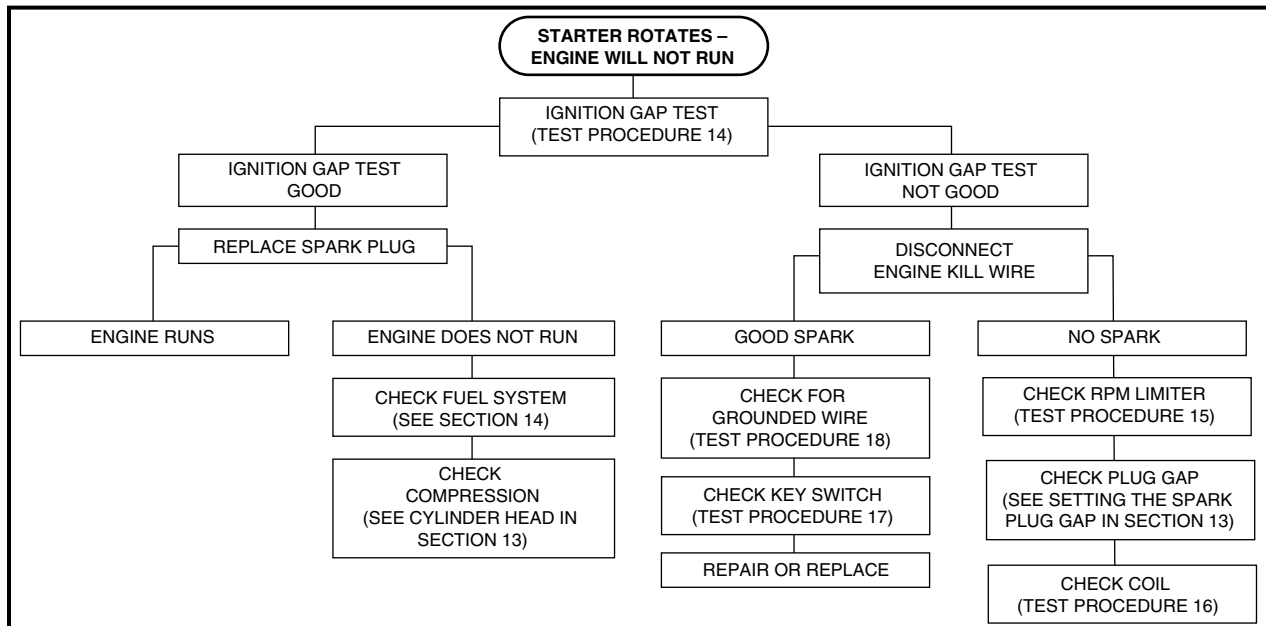 STARTER ROTATES –
ENGINE WILL NOT RUN
IGNITION GAP TEST
(TEST PROCEDURE 14)
IGNITION GAP TEST
GOOD
IGNITION GAP TEST
NOT GOOD
REPLACE SPARK PLUG
DISCONNECT
ENGINE KILL WIRE
ENGINE RUNS
ENGINE DOES NOT RUN
GOOD SPARK
NO SPARK
CHECK FUEL SYSTEM
(SEE SECTION 14)
CHECK FOR
GROUNDED WIRE
(TEST PROCEDURE 18)
CHECK RPM LIMITER
(TEST PROCEDURE 15)
CHECK
COMPRESSION
(SEE CYLINDER HEAD IN
SECTION 13)
CHECK KEY SWITCH
(TEST PROCEDURE 17)
CHECK PLUG GAP
(SEE SETTING THE SPARK
PLUG GAP IN SECTION 13)
REPAIR OR REPLACE
CHECK COIL
(TEST PROCEDURE 16)